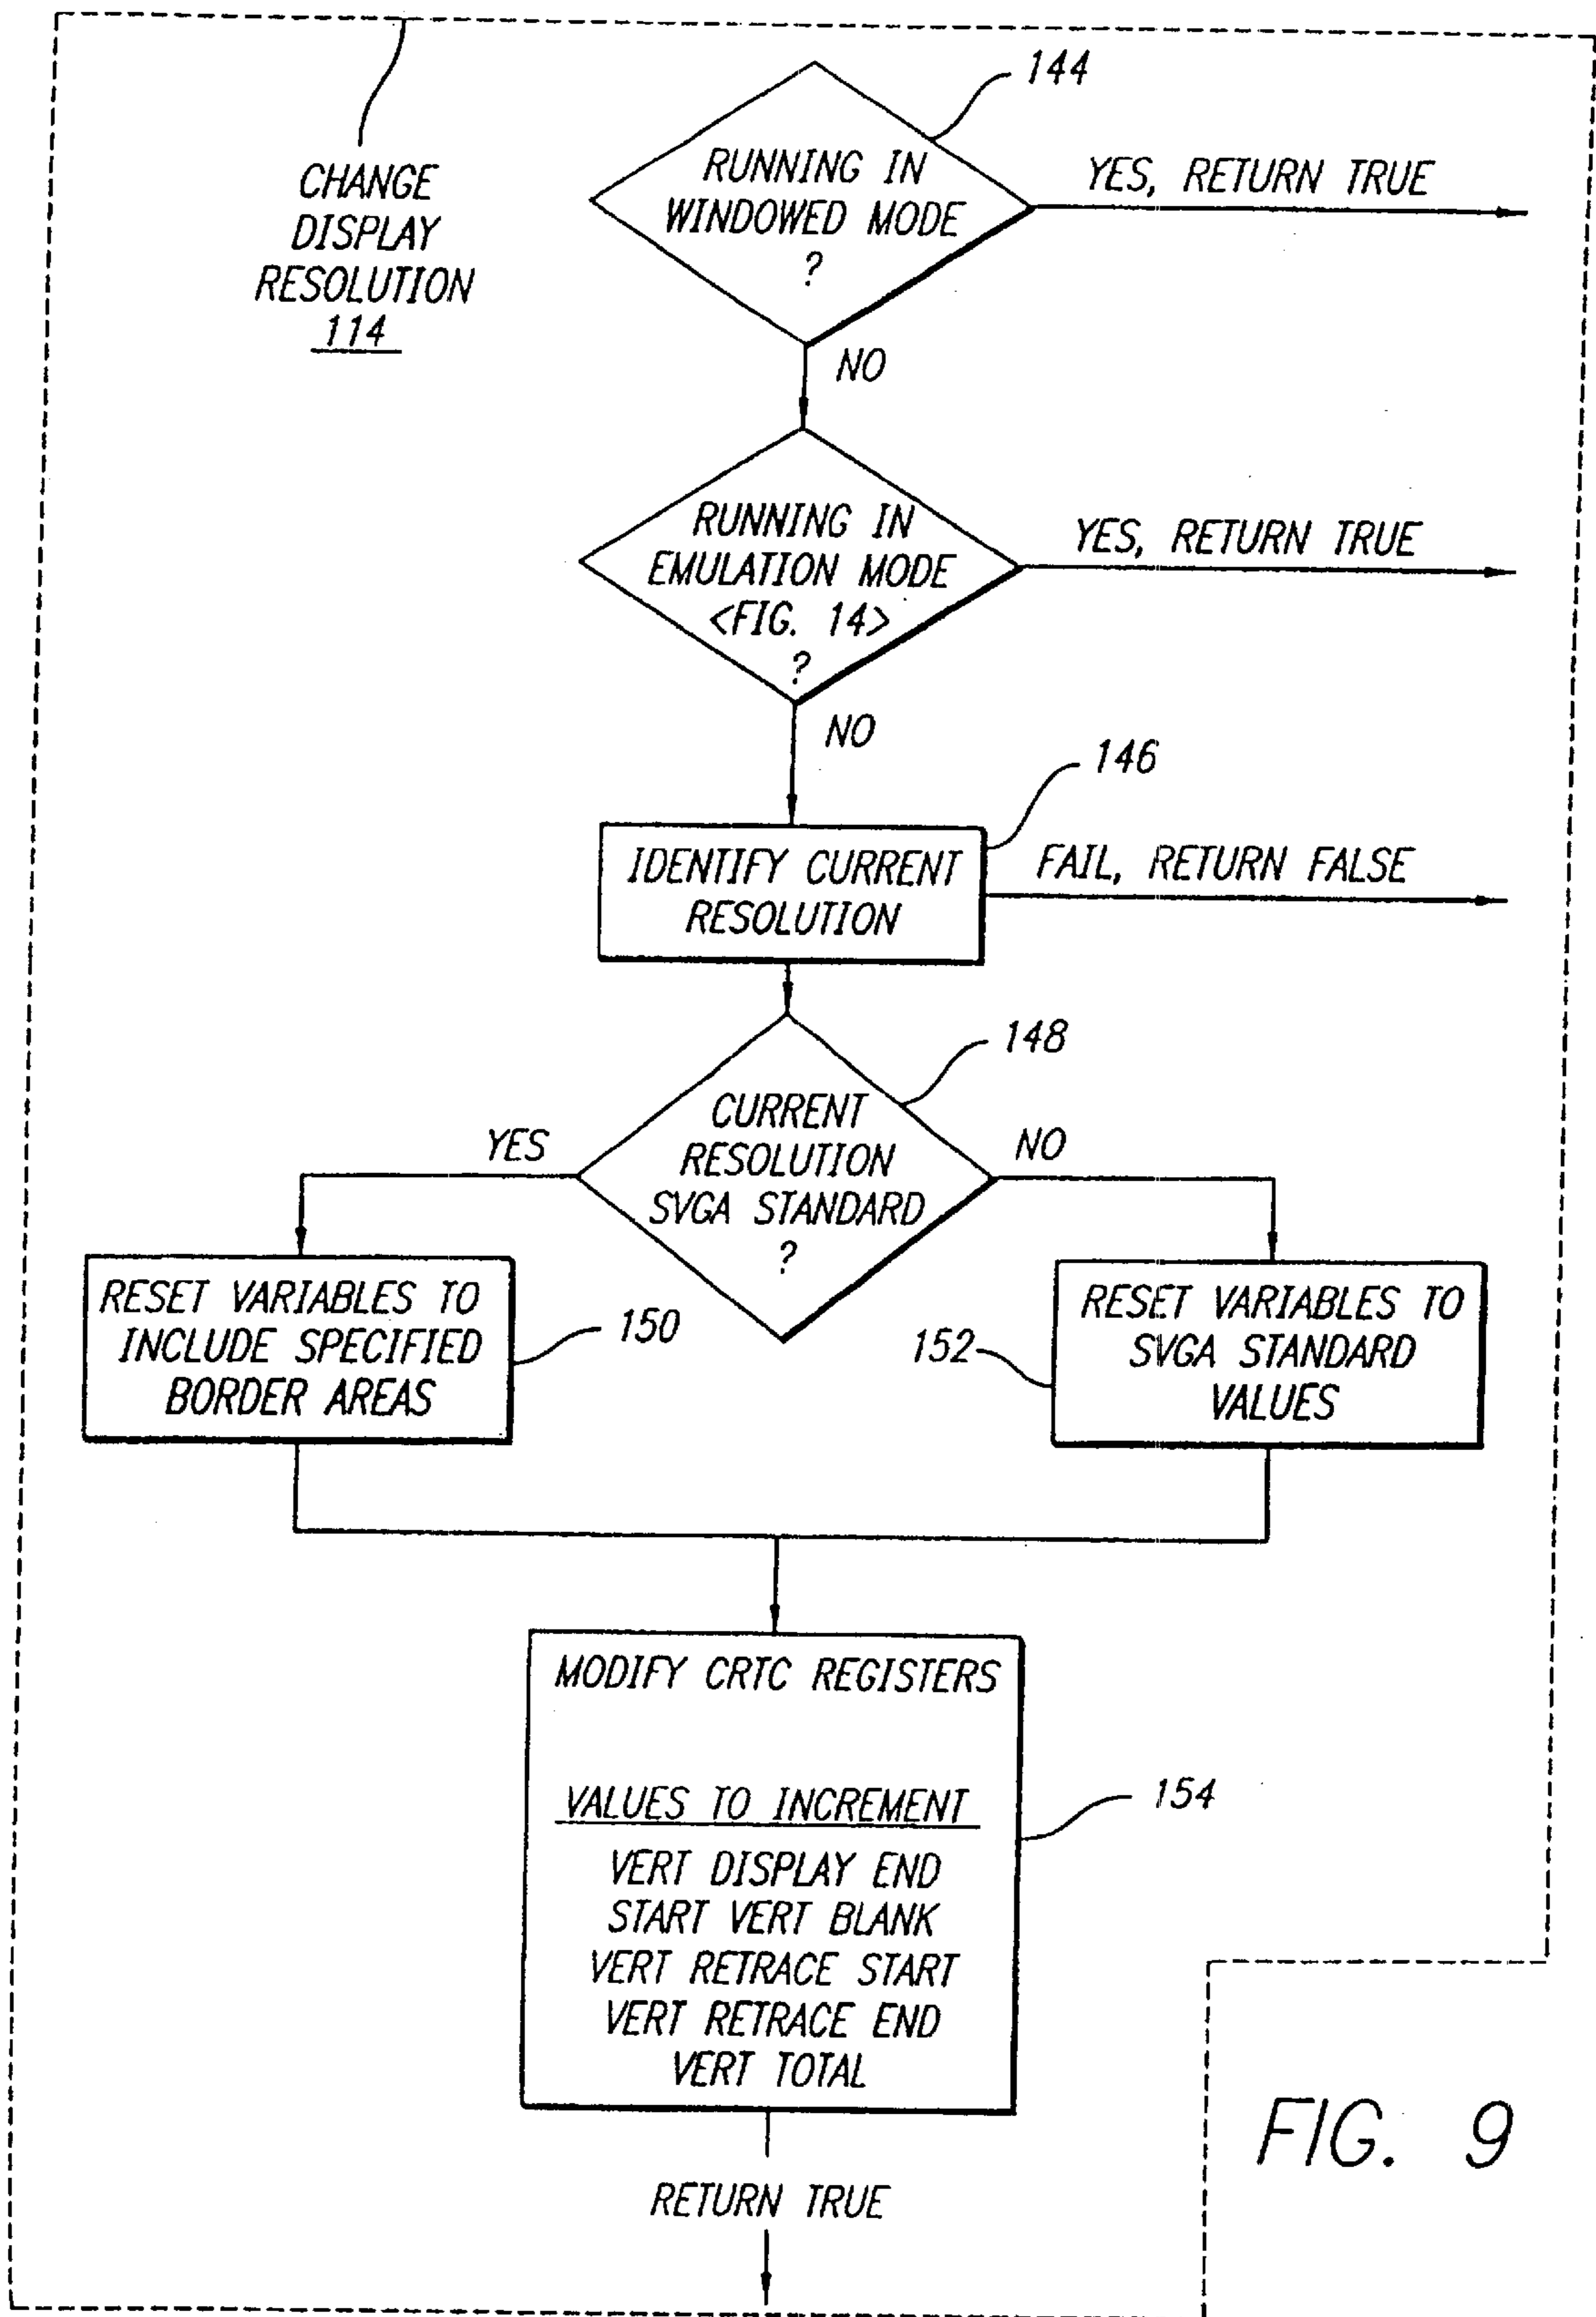 144
RUNNING IN
WINDOWED MODE
?
YES, RETURN TRUE
CHANGE
DISPLAY
RESOLUTION
114
NO
RUNNING IN
EMULATION MODE
<FIG. 14>
?
YES, RETURN TRUE
NO
146
IDENTIFY CURRENT
RESOLUTION
FAIL, RETURN FALSE
148
CURRENT
RESOLUTION
SVGA STANDARD
?
YES
NO
RESET VARIABLES TO
INCLUDE SPECIFIED
BORDER AREAS
150
152
RESET VARIABLES TO
SVGA STANDARD
VALUES
MODIFY CRTC REGISTERS
VALUES TO INCREMENT
VERT DISPLAY END
START VERT BLANK
VERT RETRACE START
VERT RETRACE END
VERT TOTAL
154
RETURN TRUE
FIG. 9